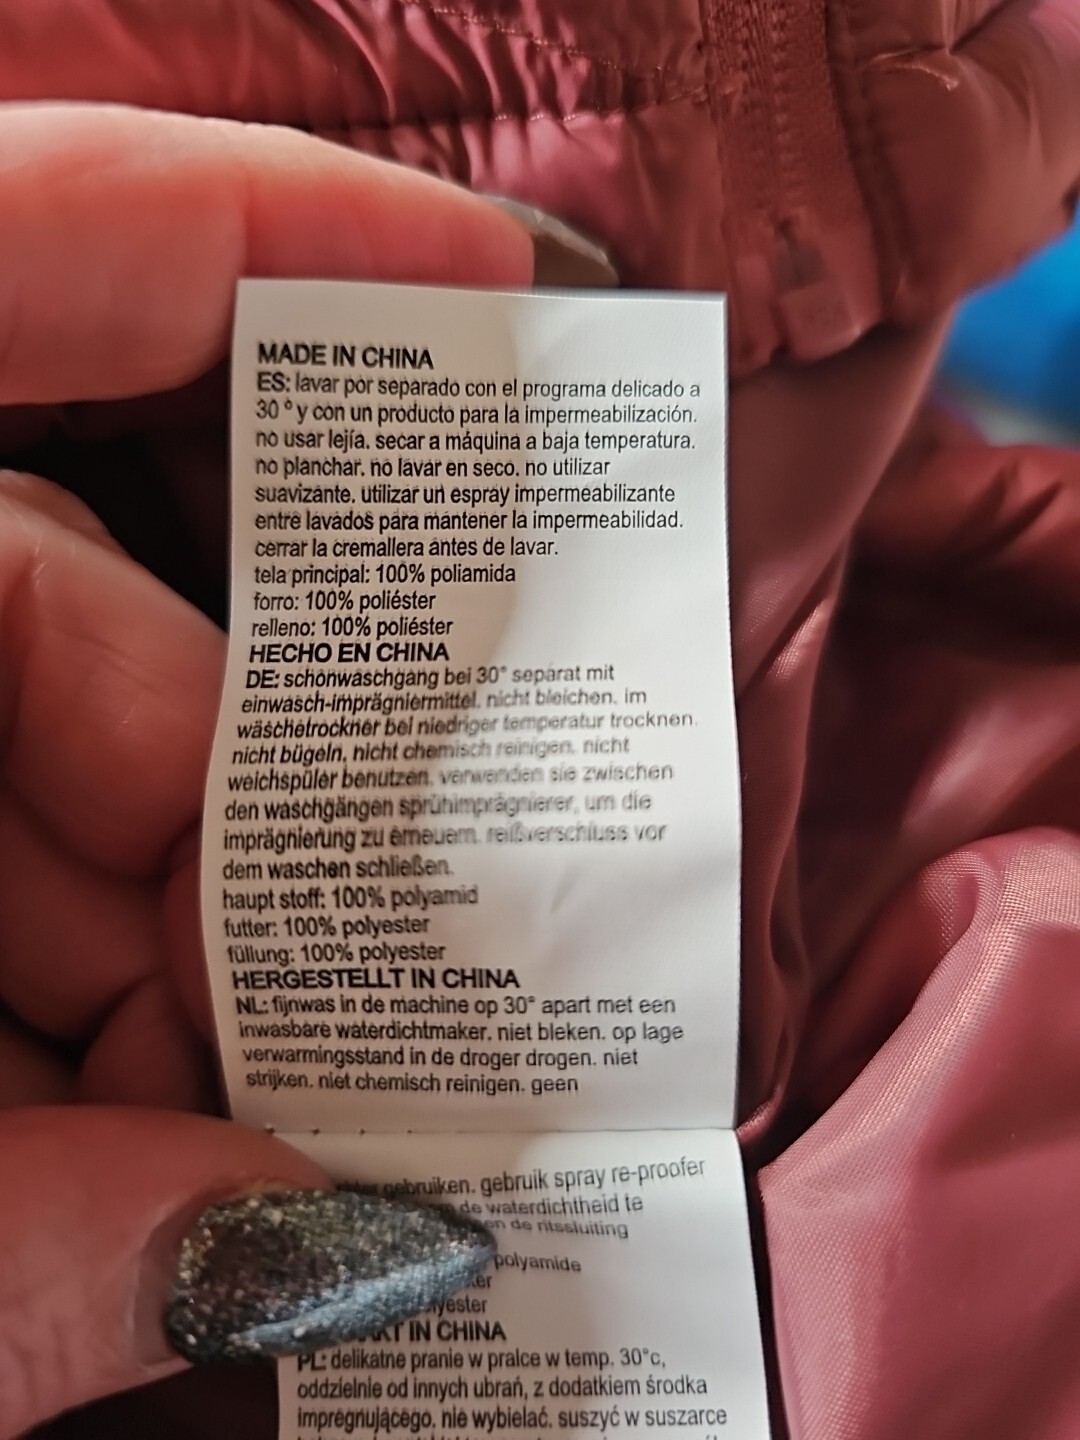 MADE IN CHINA
ES: lavar por separado con el programa delicado a
30 º y con un producto para la impermeabilización.
no usar lejía. secar a máquina a baja temperatura.
no planchar. no lavar en seco. no utilizar
suavizante. utilizar un espray impermeabilizante
entre lavados para mantener la impermeabilidad.
cerrar la cremallera antes de lavar.
tela principal: 100% poliamida
forro: 100% poliéster
relleno: 100% poliéster
HECHO EN CHINA
DE: schonwaschgang bei 30° separat mit
einwasch-imprägniermittel. nicht bleichen. im
wäschetrockner bei niedriger temperatur trocknen.
nicht bügeln. nicht chemisch reinigen. nicht
weichspüler benutzen. verwenden sie zwischen
den waschgängen sprühimprägnierer, um die
imprägnierung zu erneuern. reißverschluss vor
dem waschen schließen.
haupt stoff: 100% polyamid
futter: 100% polyester
füllung: 100% polyester
HERGESTELLT IN CHINA
NL: fijnwas in de machine op 30° apart met een
inwasbare waterdichtmaker. niet bleken. op lage
verwarmingsstand in de droger drogen. niet
strijken. niet chemisch reinigen. geen
gebruiken. gebruik spray re-proofer
de waterdichtheid te
de ritssluiting
polyamide
IN CHINA
PL: delikatne pranie w pralce w temp. 30°c,
oddzielnie od innych ubrań, z dodatkiem środka
impregnującego. nie wybielać. suszyć w suszarce